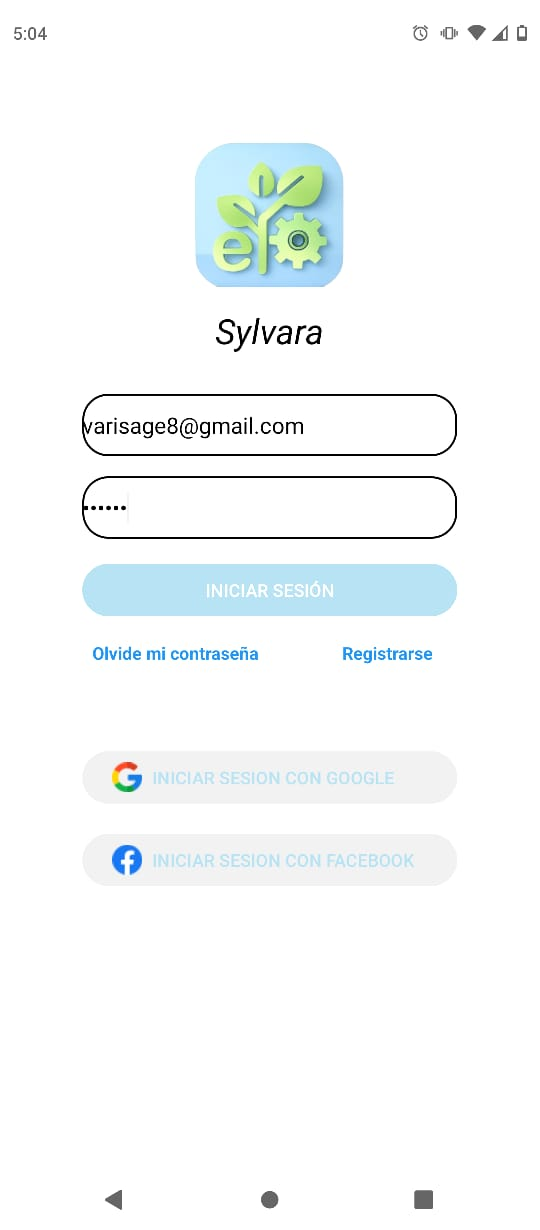 5:04
e
Sylvara
varisage8@gmail.com
••••••
INICIAR SESIÓN
Olvide mi contraseña
Registrarse
INICIAR SESION CON GOOGLE
INICIAR SESION CON FACEBOOK